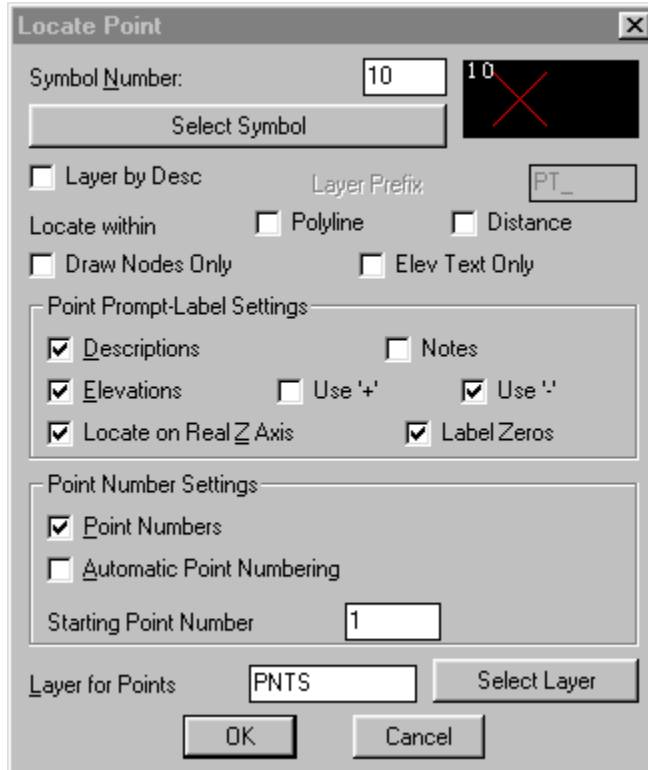 Locate Point
Symbol Number: 10 10
Select Symbol
Layer by Desc Layer Prefix PT_
Locate within Polyline Distance
Draw Nodes Only Elev Text Only
Point Prompt-Label Settings
Descriptions Notes
Elevations Use '+' Use '-'
Locate on Real Z Axis Label Zeros
Point Number Settings
Point Numbers
Automatic Point Numbering
Starting Point Number 1
Layer for Points PNTS Select Layer
OK Cancel